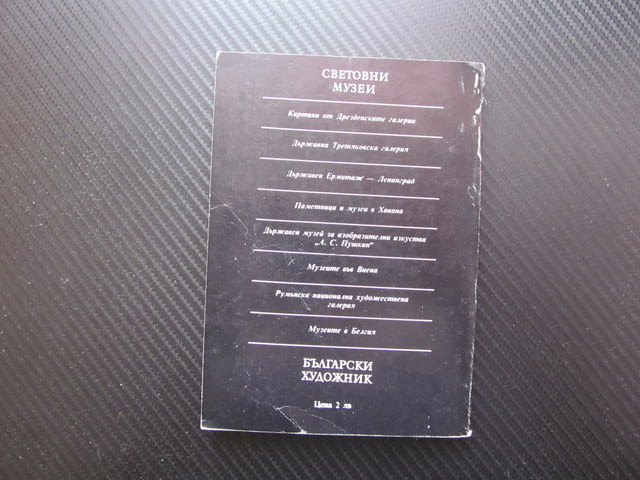 СВЕТОВНИ
МУЗЕИ
Картини от Дрезденските галерии
Държавна Третяковска галерия
Държавен Ермитаж — Ленинград
Паметници и музеи в Хавана
Държавен музей за изобразителни изкуства
„А. С. Пушкин“
Музеите във Виена
Румънска национална художествена
галерия
Музеите в Белгия
БЪЛГАРСКИ
ХУДОЖНИК
Цена 2 лв